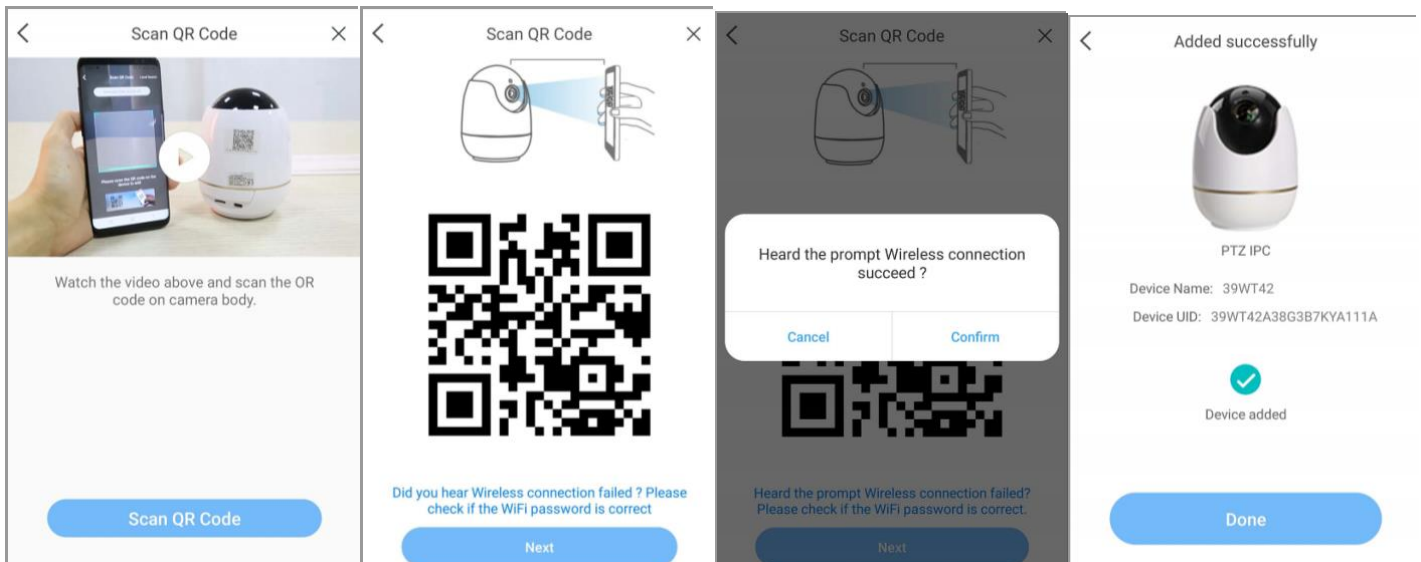 Scan QR Code
Watch the video above and scan the OR
code on camera body.
Scan QR Code
Scan QR Code
Did you hear Wireless connection failed ? Please
check if the WiFi password is correct
Next
Scan QR Code
Heard the prompt Wireless connection
succeed ?
Cancel
Confirm
Heard the prompt Wireless connection failed?
Please check if the WiFi password is correct.
Next
Added successfully
PTZ IPC
Device Name: 39WT42
Device UID: 39WT42A38G3B7KYA111A
Device added
Done